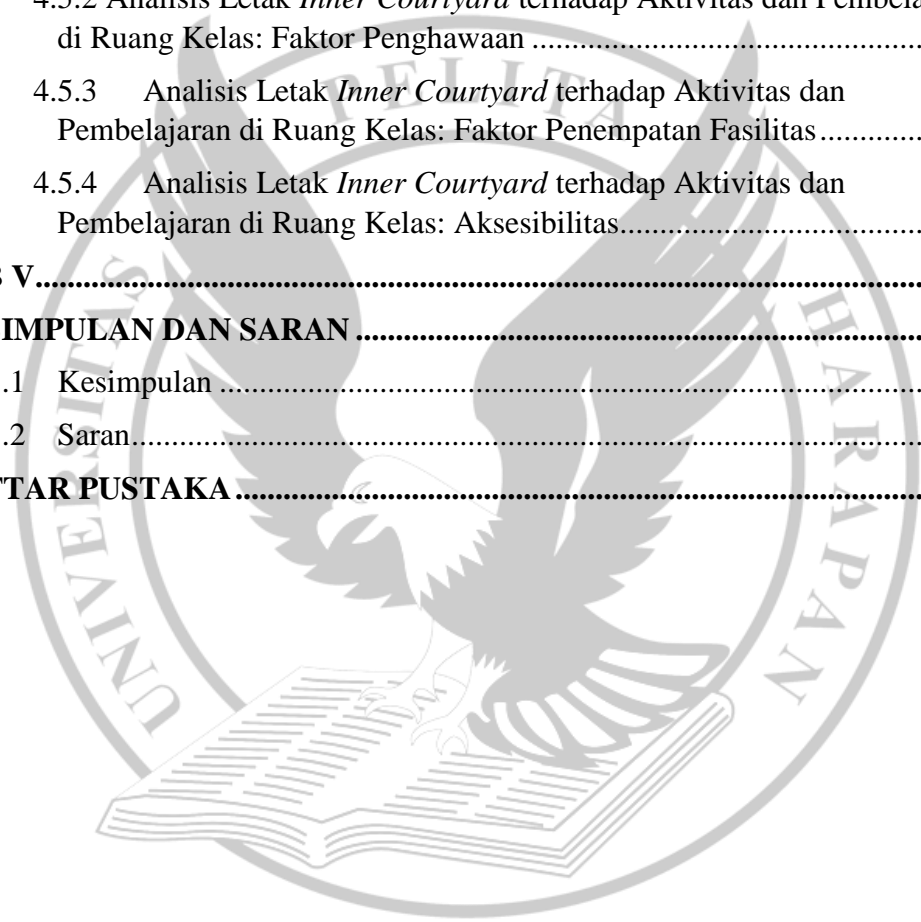 4.5.2 Analisis Letak Inner Courtyard terhadap Aktivitas dan Pembela
di Ruang Kelas: Faktor Penghawaan ................................................
4.5.3 Analisis Letak Inner Courtyard terhadap Aktivitas dan
Pembelajaran di Ruang Kelas: Faktor Penempatan Fasilitas .............
4.5.4 Analisis Letak Inner Courtyard terhadap Aktivitas dan
Pembelajaran di Ruang Kelas: Aksesibilitas.....................................
B V..........................................................................................................
IMPULAN DAN SARAN ......................................................................
.1 Kesimpulan .......................................................................................
.2 Saran..................................................................................................
TAR PUSTAKA .....................................................................................
UNIVERSITAS PELITA HARAPAN